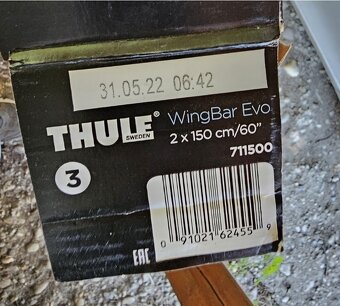 31.05.22 06:42
THULE®
SWEDEN
WingBar Evo
2 x 150 cm/60"
711500
3
0 91021 62455 9
EAC